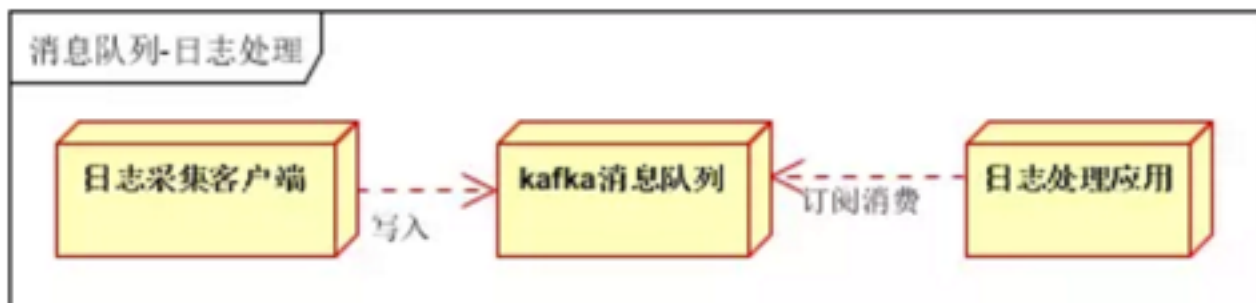 消息队列-日志处理
日志采集客户端
写入
kafka消息队列
订阅消费
日志处理应用